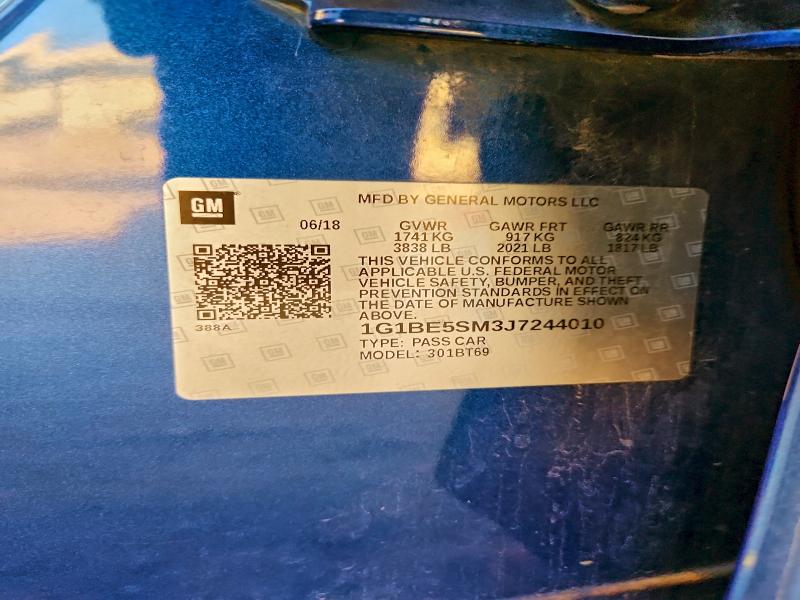 GM
MFD BY GENERAL MOTORS LLC
06/18
GVWR GAWR FRT GAWR RR
1741 KG 917 KG 824 KG
3838 LB 2021 LB 1817 LB
THIS VEHICLE CONFORMS TO ALL
APPLICABLE U.S. FEDERAL MOTOR
VEHICLE SAFETY, BUMPER, AND THEFT
PREVENTION STANDARDS IN EFFECT ON
THE DATE OF MANUFACTURE SHOWN
ABOVE.
388A
1G1BE5SM3J7244010
TYPE: PASS CAR
MODEL: 301BT69